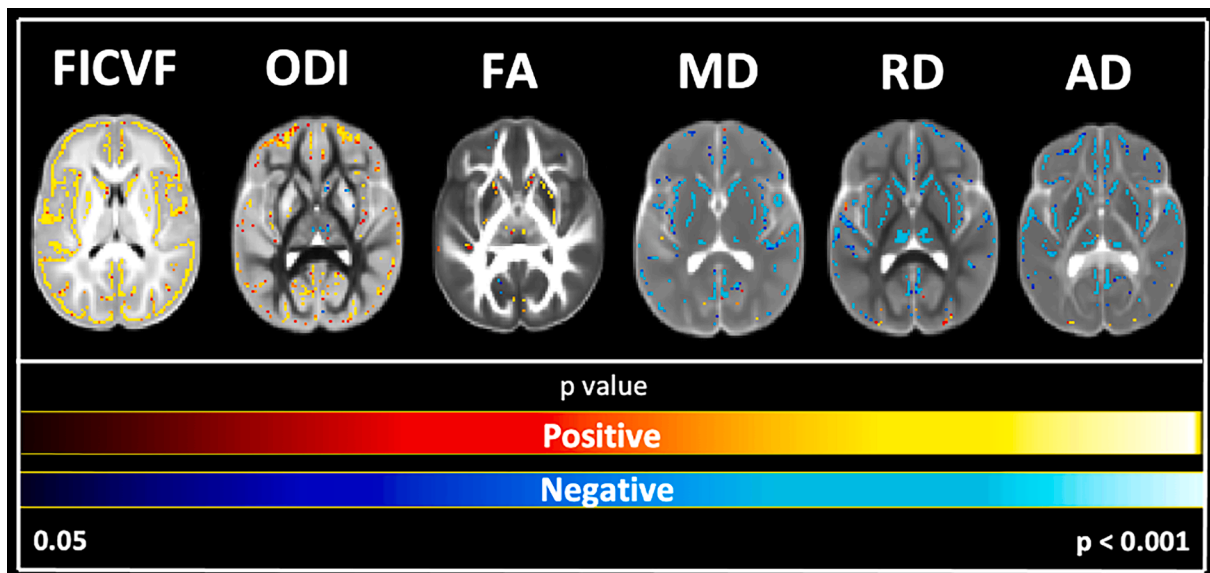 FICVF ODI FA MD RD AD
p value
Positive
Negative
0.05 p < 0.001